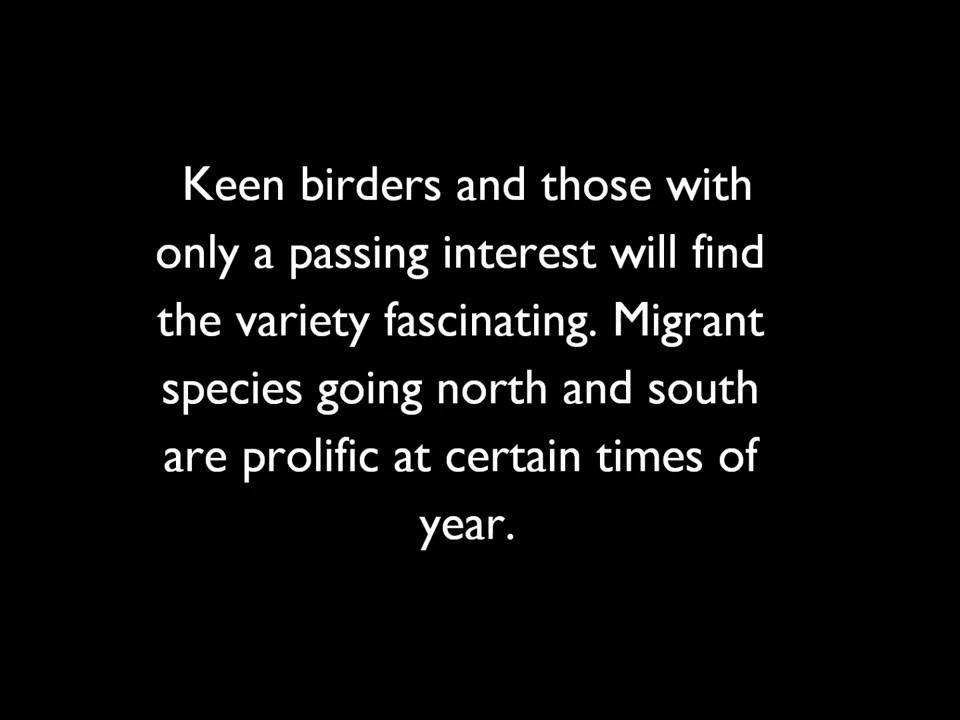 Keen birders and those with
only a passing interest will find
the variety fascinating. Migrant
species going north and south
are prolific at certain times of
year.